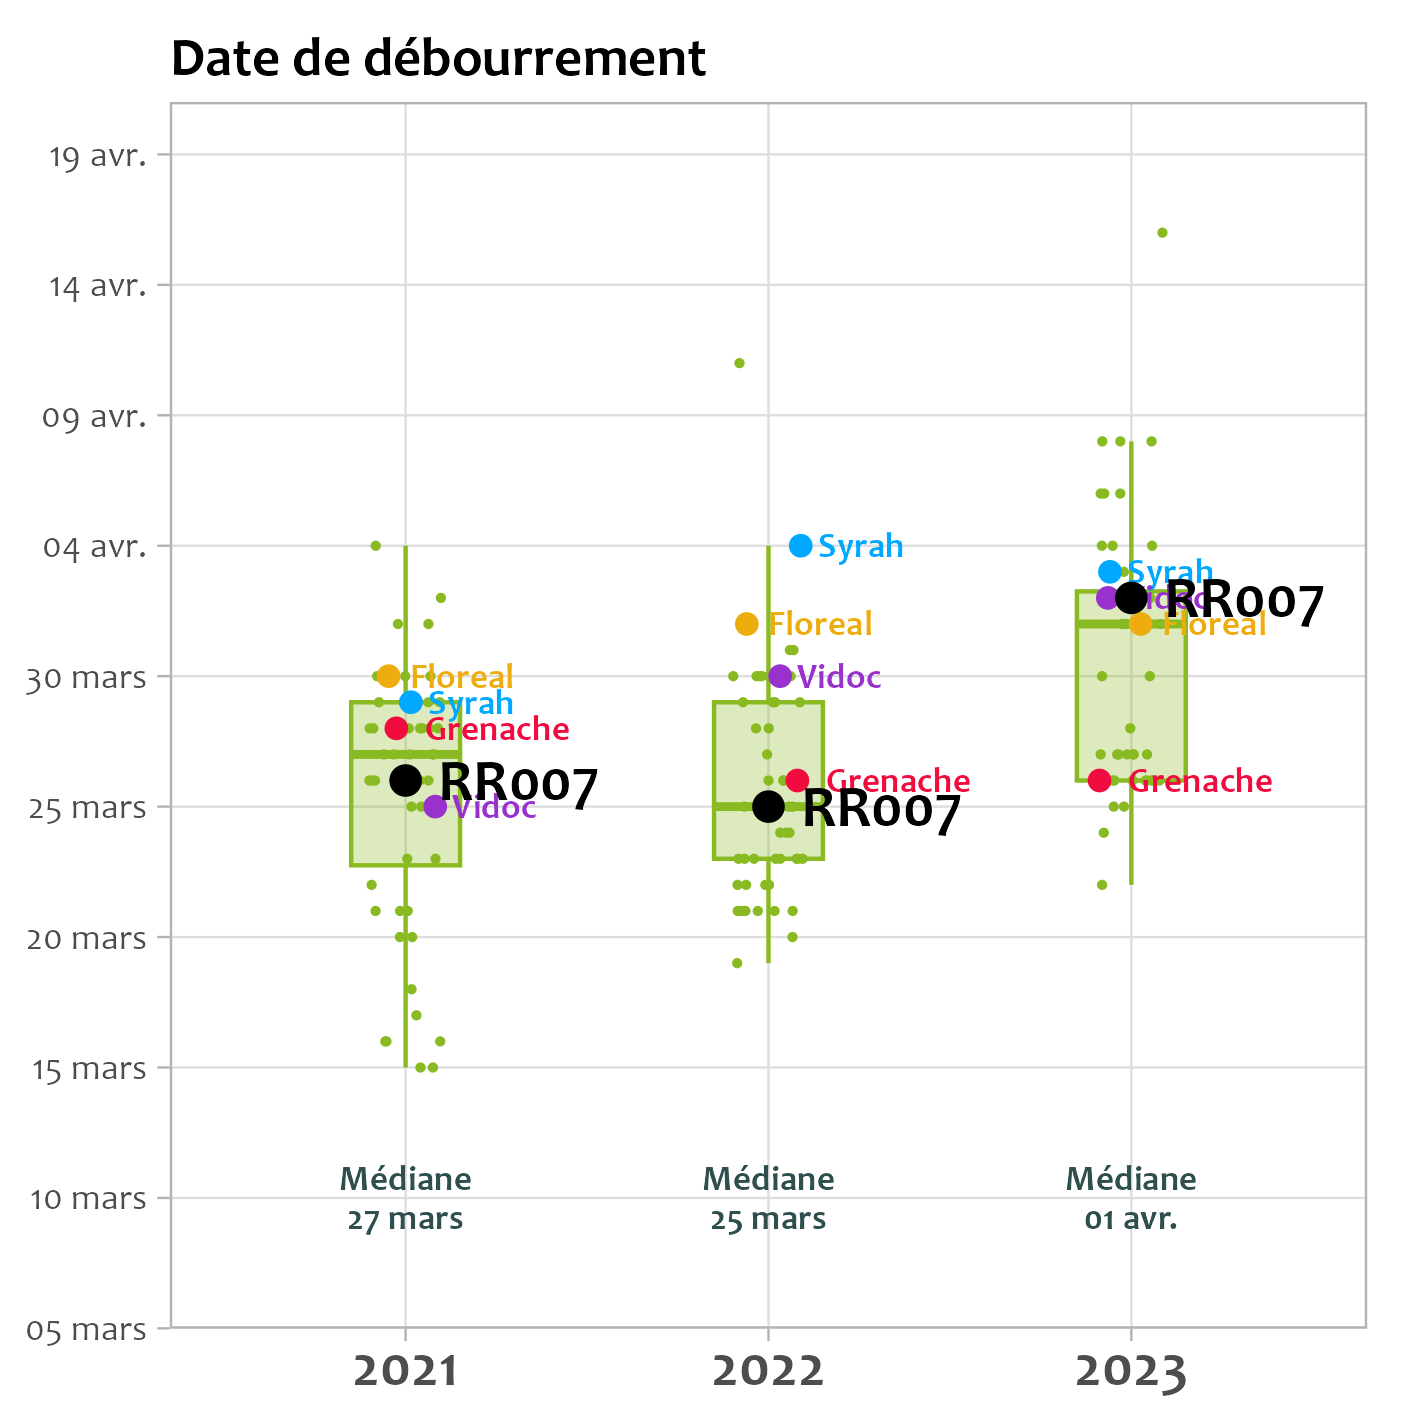 Date de débourrement
19 avr.
14 avr.
09 avr.
04 avr.
30 mars
25 mars
20 mars
15 mars
10 mars
05 mars
Floreal
Syrah
Grenache
RR007
Vidoc
Syrah
Floreal
Vidoc
Grenache
RR007
Syrah
Vidoc
RR007
Floreal
Grenache
Médiane
27 mars
Médiane
25 mars
Médiane
01 avr.
2021
2022
2023